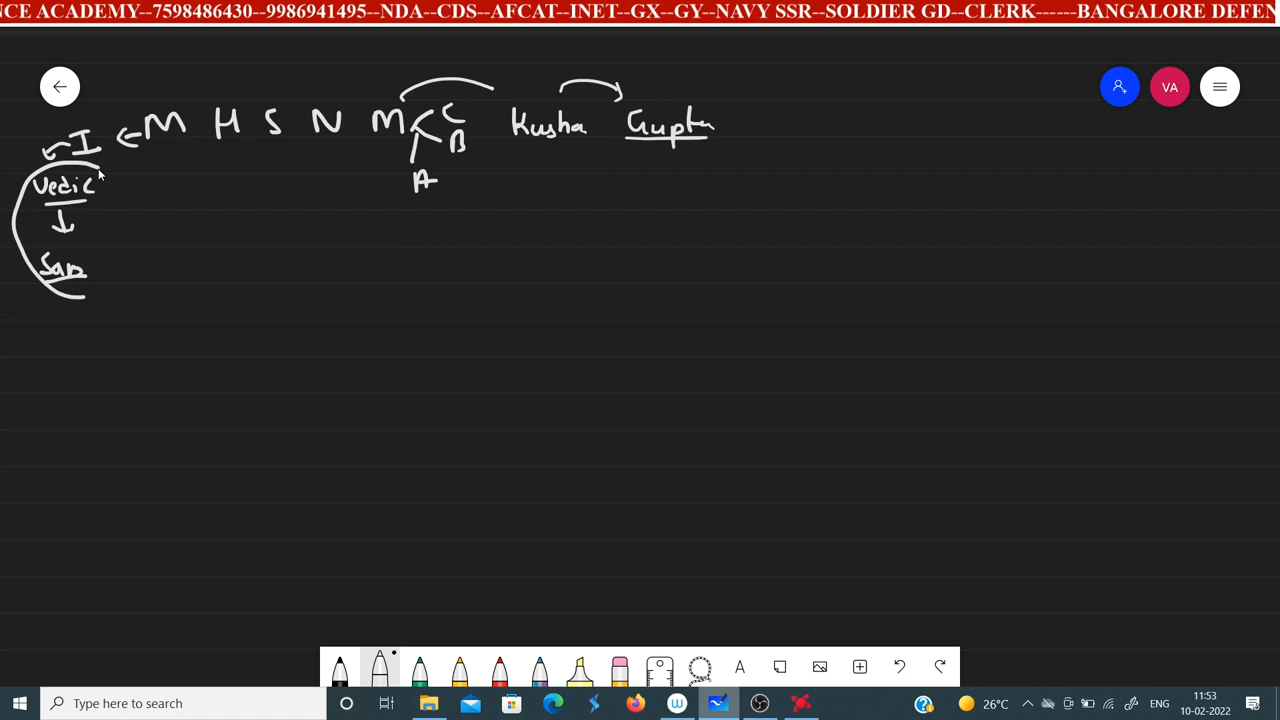 NCE ACADEMY--7598486430--9986941495--NDA--CDS--AFCAT--INET--GX--GY--NAVY SSR--SOLDIER GD--CLERK------BANGALORE DEFEN
VA
I ← M H S N M C Kusha Gupta
B
A
Vedic
↓
San
A
Type here to search
26°C
ENG
11:53
10-02-2022